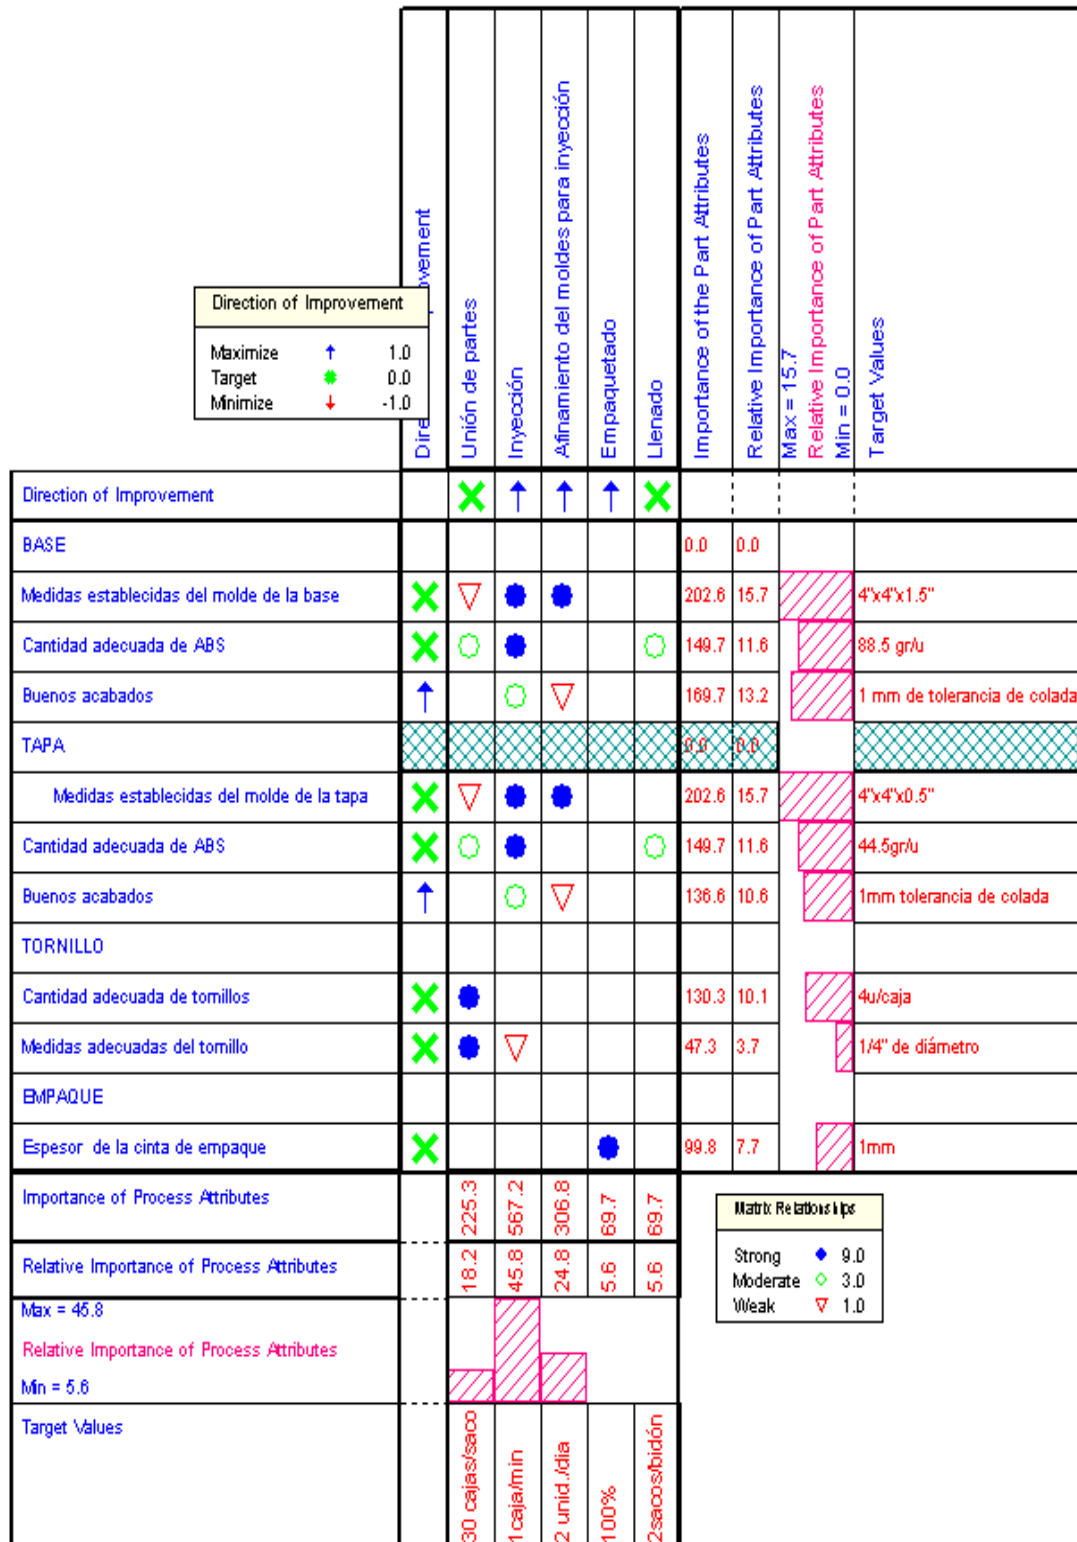 Direction of Improvement
Unión de partes
Inyección
Afinamiento del moldes para inyección
Empaquetado
Llenado
Importance of the Part Attributes
Relative Importance of Part Attributes
Max = 15.7
Relative Importance of Part Attributes
Min = 0.0
Target Values
Dire ovement
Maximize 1.0
Target 0.0
Minimize -1.0
Direction of Improvement
BASE 0.0 0.0
Medidas establecidas del molde de la base 202.6 15.7 4"x4"x1.5"
Cantidad adecuada de ABS 149.7 11.6 88.5 gr/u
Buenos acabados 169.7 13.2 1 mm de tolerancia de colada
TAPA 0.0 0.0
Medidas establecidas del molde de la tapa 202.6 15.7 4"x4"x0.5"
Cantidad adecuada de ABS 149.7 11.6 44.5gr/u
Buenos acabados 136.6 10.6 1mm tolerancia de colada
TORNILLO
Cantidad adecuada de tornillos 130.3 10.1 4u/caja
Medidas adecuadas del tornillo 47.3 3.7 1/4" de diámetro
EMPAQUE
Espesor de la cinta de empaque 99.8 7.7 1mm
Importance of Process Attributes 225.3 567.2 306.8 69.7 69.7
Relative Importance of Process Attributes 18.2 45.8 24.8 5.6 5.6
Matrix Relationships
Strong 9.0
Moderate 3.0
Weak 1.0
Max = 45.8
Relative Importance of Process Attributes
Min = 5.6
Target Values 30 cajas/saco 1caja/min 2 unid./dia 100% 2sacos/bidón